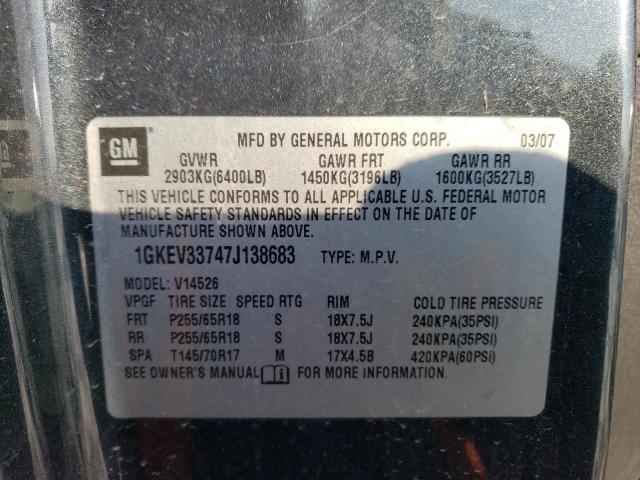 GM ® MFD BY GENERAL MOTORS CORP. 03/07
GVWR GAWR FRT GAWR RR
2903KG(6400LB) 1450KG(3196LB) 1600KG(3527LB)
THIS VEHICLE CONFORMS TO ALL APPLICABLE U.S. FEDERAL MOTOR
VEHICLE SAFETY STANDARDS IN EFFECT ON THE DATE OF
MANUFACTURE SHOWN ABOVE.
1GKEV33747J138683 TYPE: M.P.V.
MODEL: V14526
VPGF TIRE SIZE SPEED RTG RIM COLD TIRE PRESSURE
FRT P255/65R18 S 18X7.5J 240KPA(35PSI)
RR P255/65R18 S 18X7.5J 240KPA(35PSI)
SPA T145/70R17 M 17X4.5B 420KPA(60PSI)
SEE OWNER'S MANUAL i FOR MORE INFORMATION.